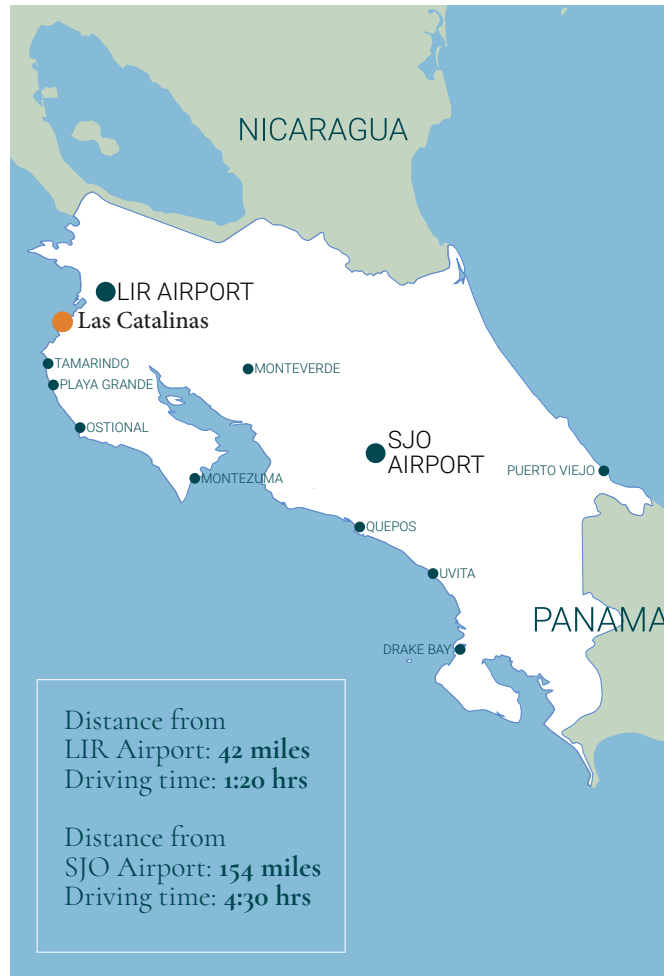 NICARAGUA
LIR AIRPORT
Las Catalinas
TAMARINDO
MONTEVERDE
PLAYA GRANDE
OSTIONAL
SJO
AIRPORT
PUERTO VIEJO
MONTEZUMA
QUEPOS
UVITA
PANAMA
DRAKE BAY
Distance from
LIR Airport: 42 miles
Driving time: 1:20 hrs
Distance from
SJO Airport: 154 miles
Driving time: 4:30 hrs